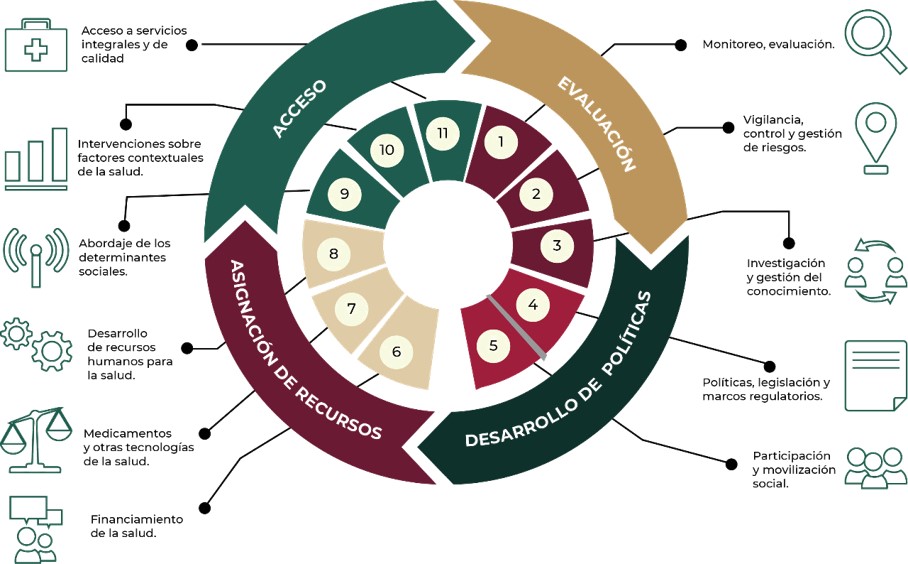 Acceso a servicios
integrales y de
calidad
Intervenciones sobre
factores contextuales
de la salud.
Abordaje de los
determinantes
sociales.
Desarrollo
de recursos
humanos para
la salud.
Medicamentos
y otras tecnologías
de la salud.
Financiamiento
de la salud.
ACCESO
EVALUACIÓN
DESARROLLO DE POLÍTICAS
ASIGNACIÓN DE RECURSOS
1
2
3
4
5
6
7
8
9
10
11
Monitoreo, evaluación.
Vigilancia,
control y gestión
de riesgos.
Investigación
y gestión del
conocimiento.
Políticas, legislación y
marcos regulatorios.
Participación
y movilización
social.